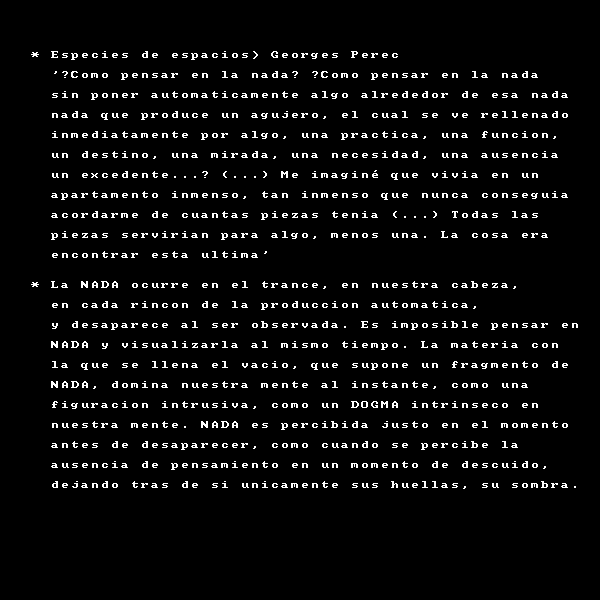 * Especies de espacios) Georges Perec
'?Como pensar en la nada? ?Como pensar en la nada
sin poner automaticamente algo alrededor de esa nada
nada que produce un agujero, el cual se ve rellenado
inmediatamente por algo, una practica, una funcion,
un destino, una mirada, una necesidad, una ausencia
un excedente...? (...) Me imaginé que vivia en un
apartamento inmenso, tan inmenso que nunca conseguia
acordarme de cuantas piezas tenia (...) Todas las
piezas servirian para algo, menos una. La cosa era
encontrar esta ultima'
* La NADA ocurre en el trance, en nuestra cabeza,
en cada rincon de la produccion automatica,
y desaparece al ser observada. Es imposible pensar en
NADA y visualizarla al mismo tiempo. La materia con
la que se llena el vacio, que supone un fragmento de
NADA, domina nuestra mente al instante, como una
figuracion intrusiva, como un DOGMA intrinseco en
nuestra mente. NADA es percibida justo en el momento
antes de desaparecer, como cuando se percibe la
ausencia de pensamiento en un momento de descuido,
dejando tras de si unicamente sus huellas, su sombra.